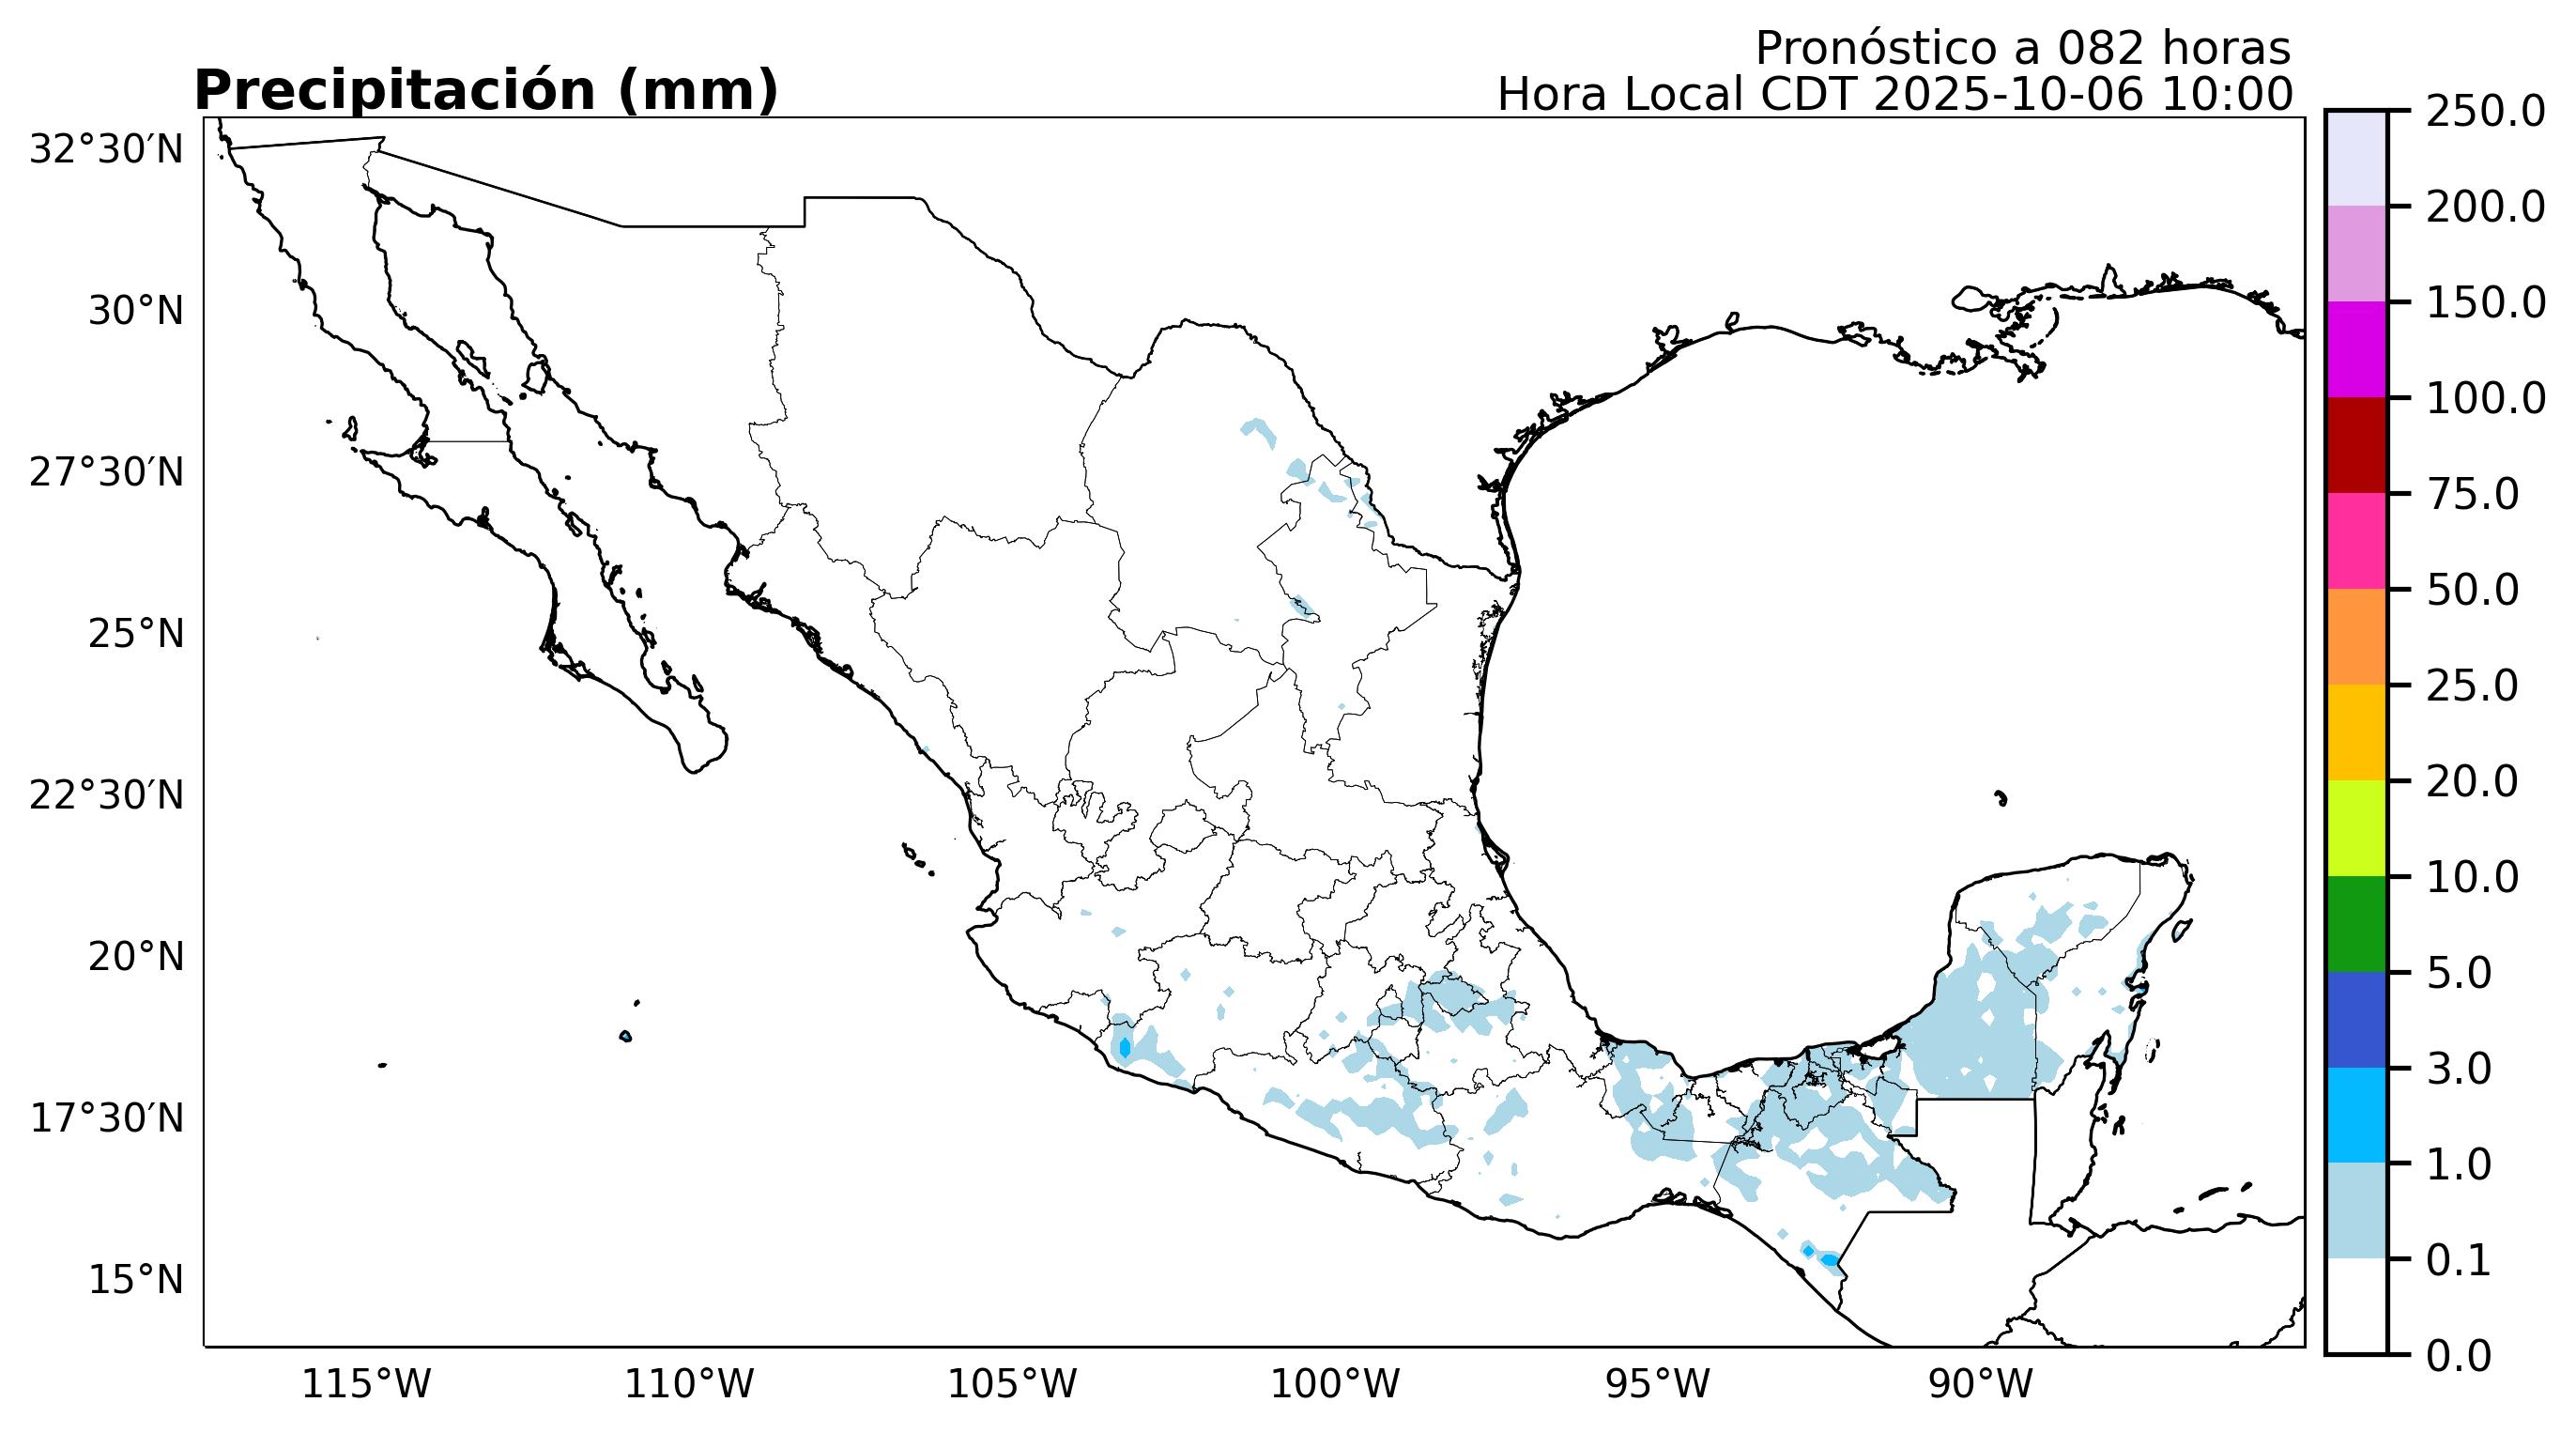 Pronóstico a 082 horas
Precipitación (mm)
Hora Local CDT 2025-10-06 10:00
32°30′N
30°N
27°30′N
25°N
22°30′N
20°N
17°30′N
15°N
115°W
110°W
105°W
100°W
95°W
90°W
250.0
200.0
150.0
100.0
75.0
50.0
25.0
20.0
10.0
5.0
3.0
1.0
0.1
0.0